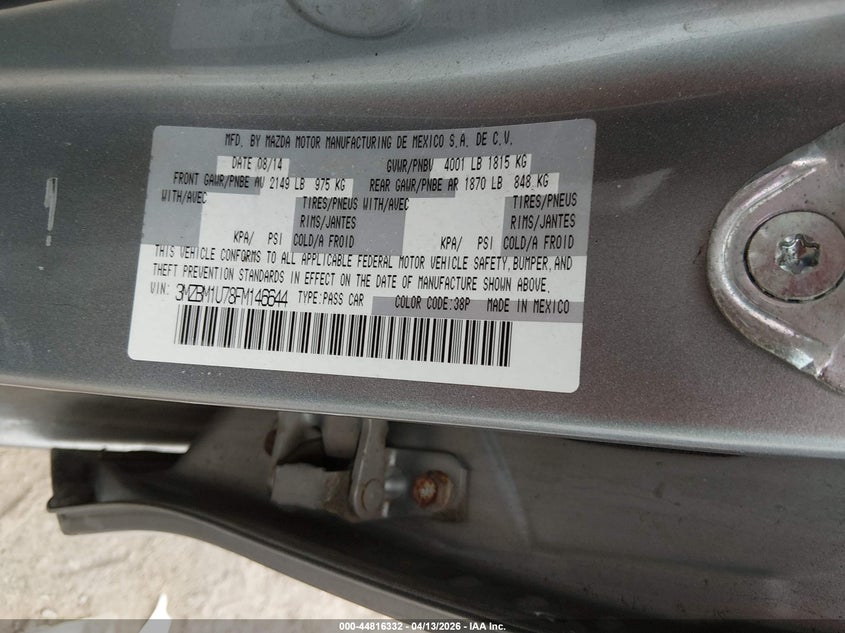 MFD. BY MAZDA MOTOR MANUFACTURING DE MEXICO S.A. DE C.V.
DATE 08/14 GVWR/PNBV 4001 LB 1815 KG
FRONT GAWR/PNBE AV 2149 LB 975 KG REAR GAWR/PNBE AR 1870 LB 848 KG
WITH/AVEC TIRES/PNEUS WITH/AVEC TIRES/PNEUS
RIMS/JANTES RIMS/JANTES
KPA/ PSI COLD/A FROID KPA/ PSI COLD/A FROID
THIS VEHICLE CONFORMS TO ALL APPLICABLE FEDERAL MOTOR VEHICLE SAFETY, BUMPER, AND
THEFT PREVENTION STANDARDS IN EFFECT ON THE DATE OF MANUFACTURE SHOWN ABOVE.
VIN: 3MZBM1U78FM146644 TYPE:PASS CAR COLOR CODE:38P MADE IN MEXICO
000-44816332 - 04/13/2026 - IAA Inc.